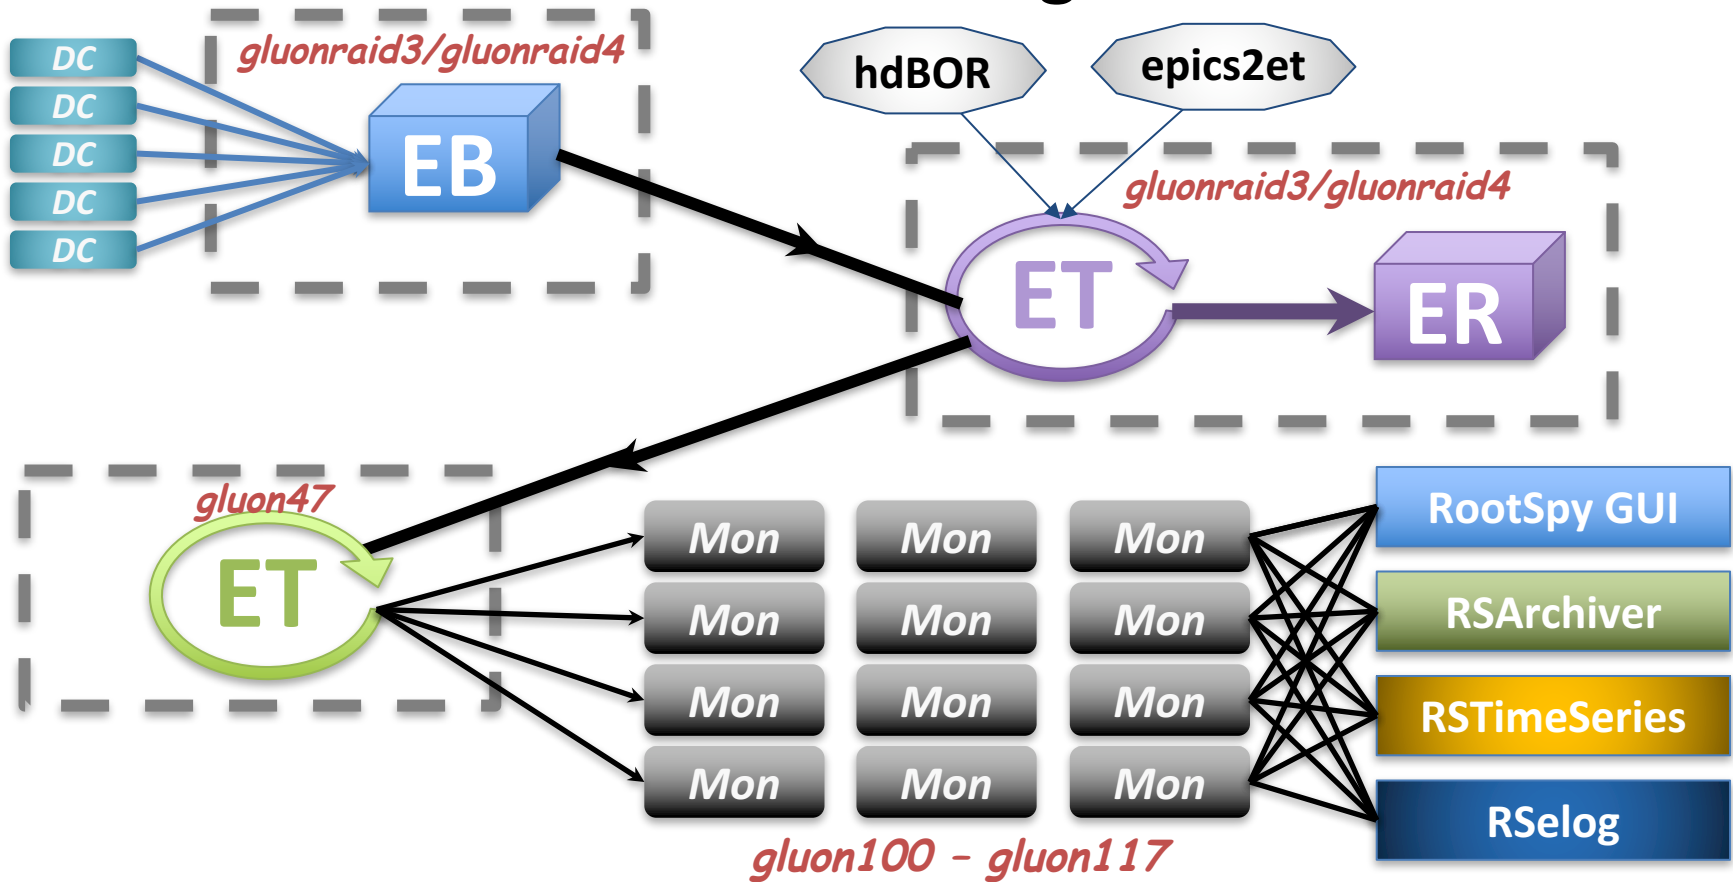 gluonraid3/gluonraid4
DC
DC
DC
DC
DC
EB
hdBOR
epics2et
gluonraid3/gluonraid4
ET
ER
gluon47
ET
Mon Mon Mon
Mon Mon Mon
Mon Mon Mon
Mon Mon Mon
gluon100 - gluon117
RootSpy GUI
RSArchiver
RSTimeSeries
RSelog